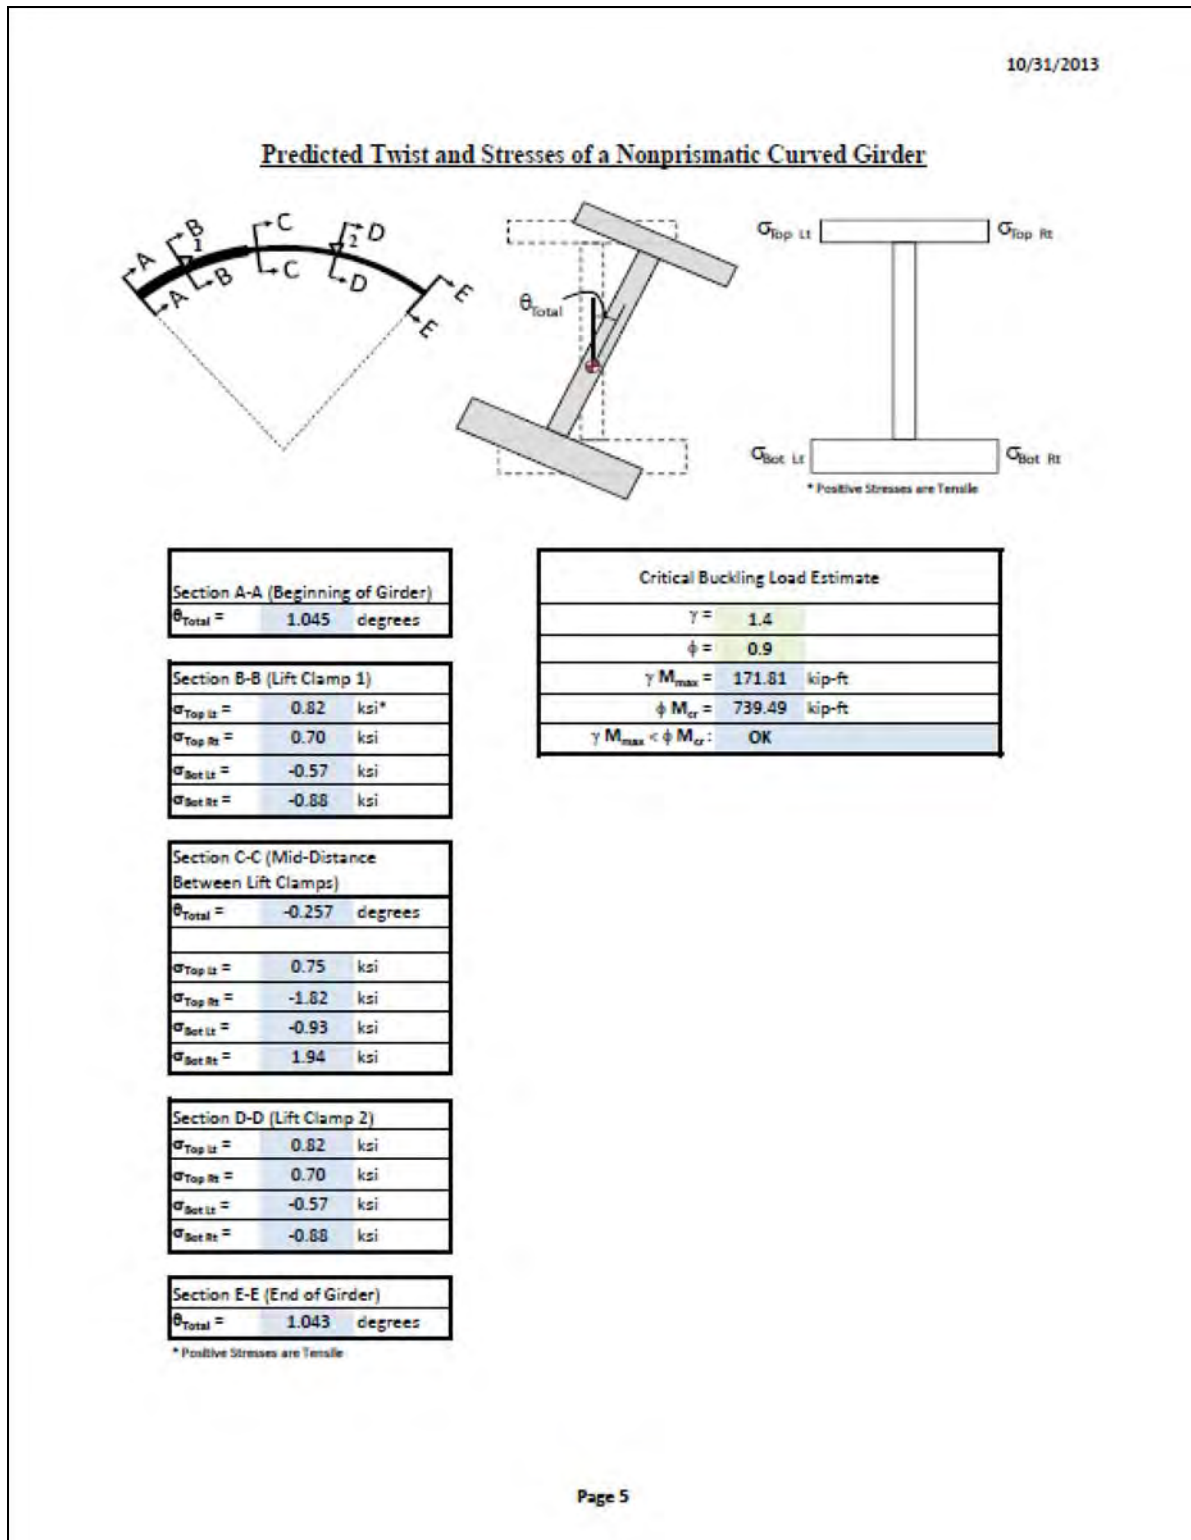 10/31/2013
Predicted Twist and Stresses of a Nonprismatic Curved Girder
A
A
B
1
B
C
C
D
2
D
E
E
θTotal
σTop Lt
σTop Rt
σBot Lt
σBot Rt
* Positive Stresses are Tensile
Section A-A (Beginning of Girder)
θTotal = 1.045 degrees
Section B-B (Lift Clamp 1)
σTop Lt = 0.82 ksi*
σTop Rt = 0.70 ksi
σBot Lt = -0.57 ksi
σBot Rt = -0.88 ksi
Section C-C (Mid-Distance
Between Lift Clamps)
θTotal = -0.257 degrees
σTop Lt = 0.75 ksi
σTop Rt = -1.82 ksi
σBot Lt = -0.93 ksi
σBot Rt = 1.94 ksi
Section D-D (Lift Clamp 2)
σTop Lt = 0.82 ksi
σTop Rt = 0.70 ksi
σBot Lt = -0.57 ksi
σBot Rt = -0.88 ksi
Section E-E (End of Girder)
θTotal = 1.043 degrees
* Positive Stresses are Tensile
Critical Buckling Load Estimate
γ = 1.4
ϕ = 0.9
γ Mmax = 171.81 kip-ft
ϕ Mcr = 739.49 kip-ft
γ Mmax < ϕ Mcr: OK
Page 5